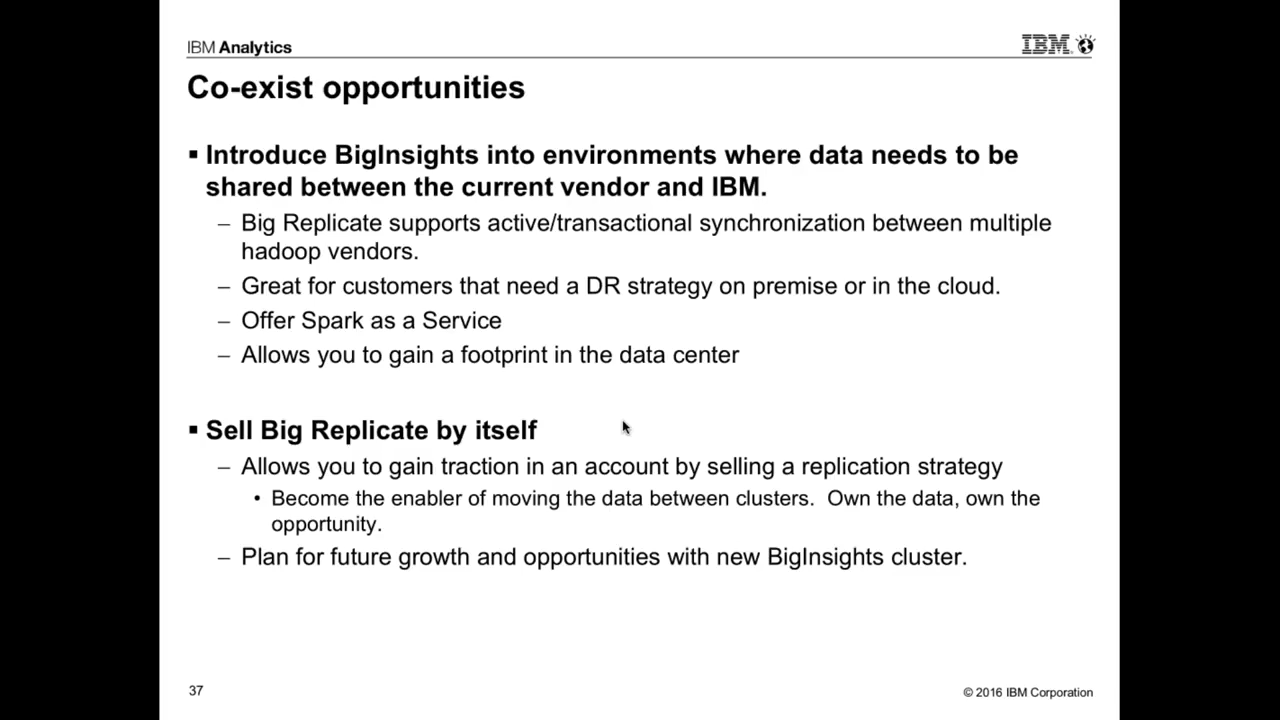 IBM Analytics
IBM
Co-exist opportunities
▪ Introduce BigInsights into environments where data needs to be
shared between the current vendor and IBM.
– Big Replicate supports active/transactional synchronization between multiple
hadoop vendors.
– Great for customers that need a DR strategy on premise or in the cloud.
– Offer Spark as a Service
– Allows you to gain a footprint in the data center
▪ Sell Big Replicate by itself
– Allows you to gain traction in an account by selling a replication strategy
• Become the enabler of moving the data between clusters. Own the data, own the
opportunity.
– Plan for future growth and opportunities with new BigInsights cluster.
37
© 2016 IBM Corporation